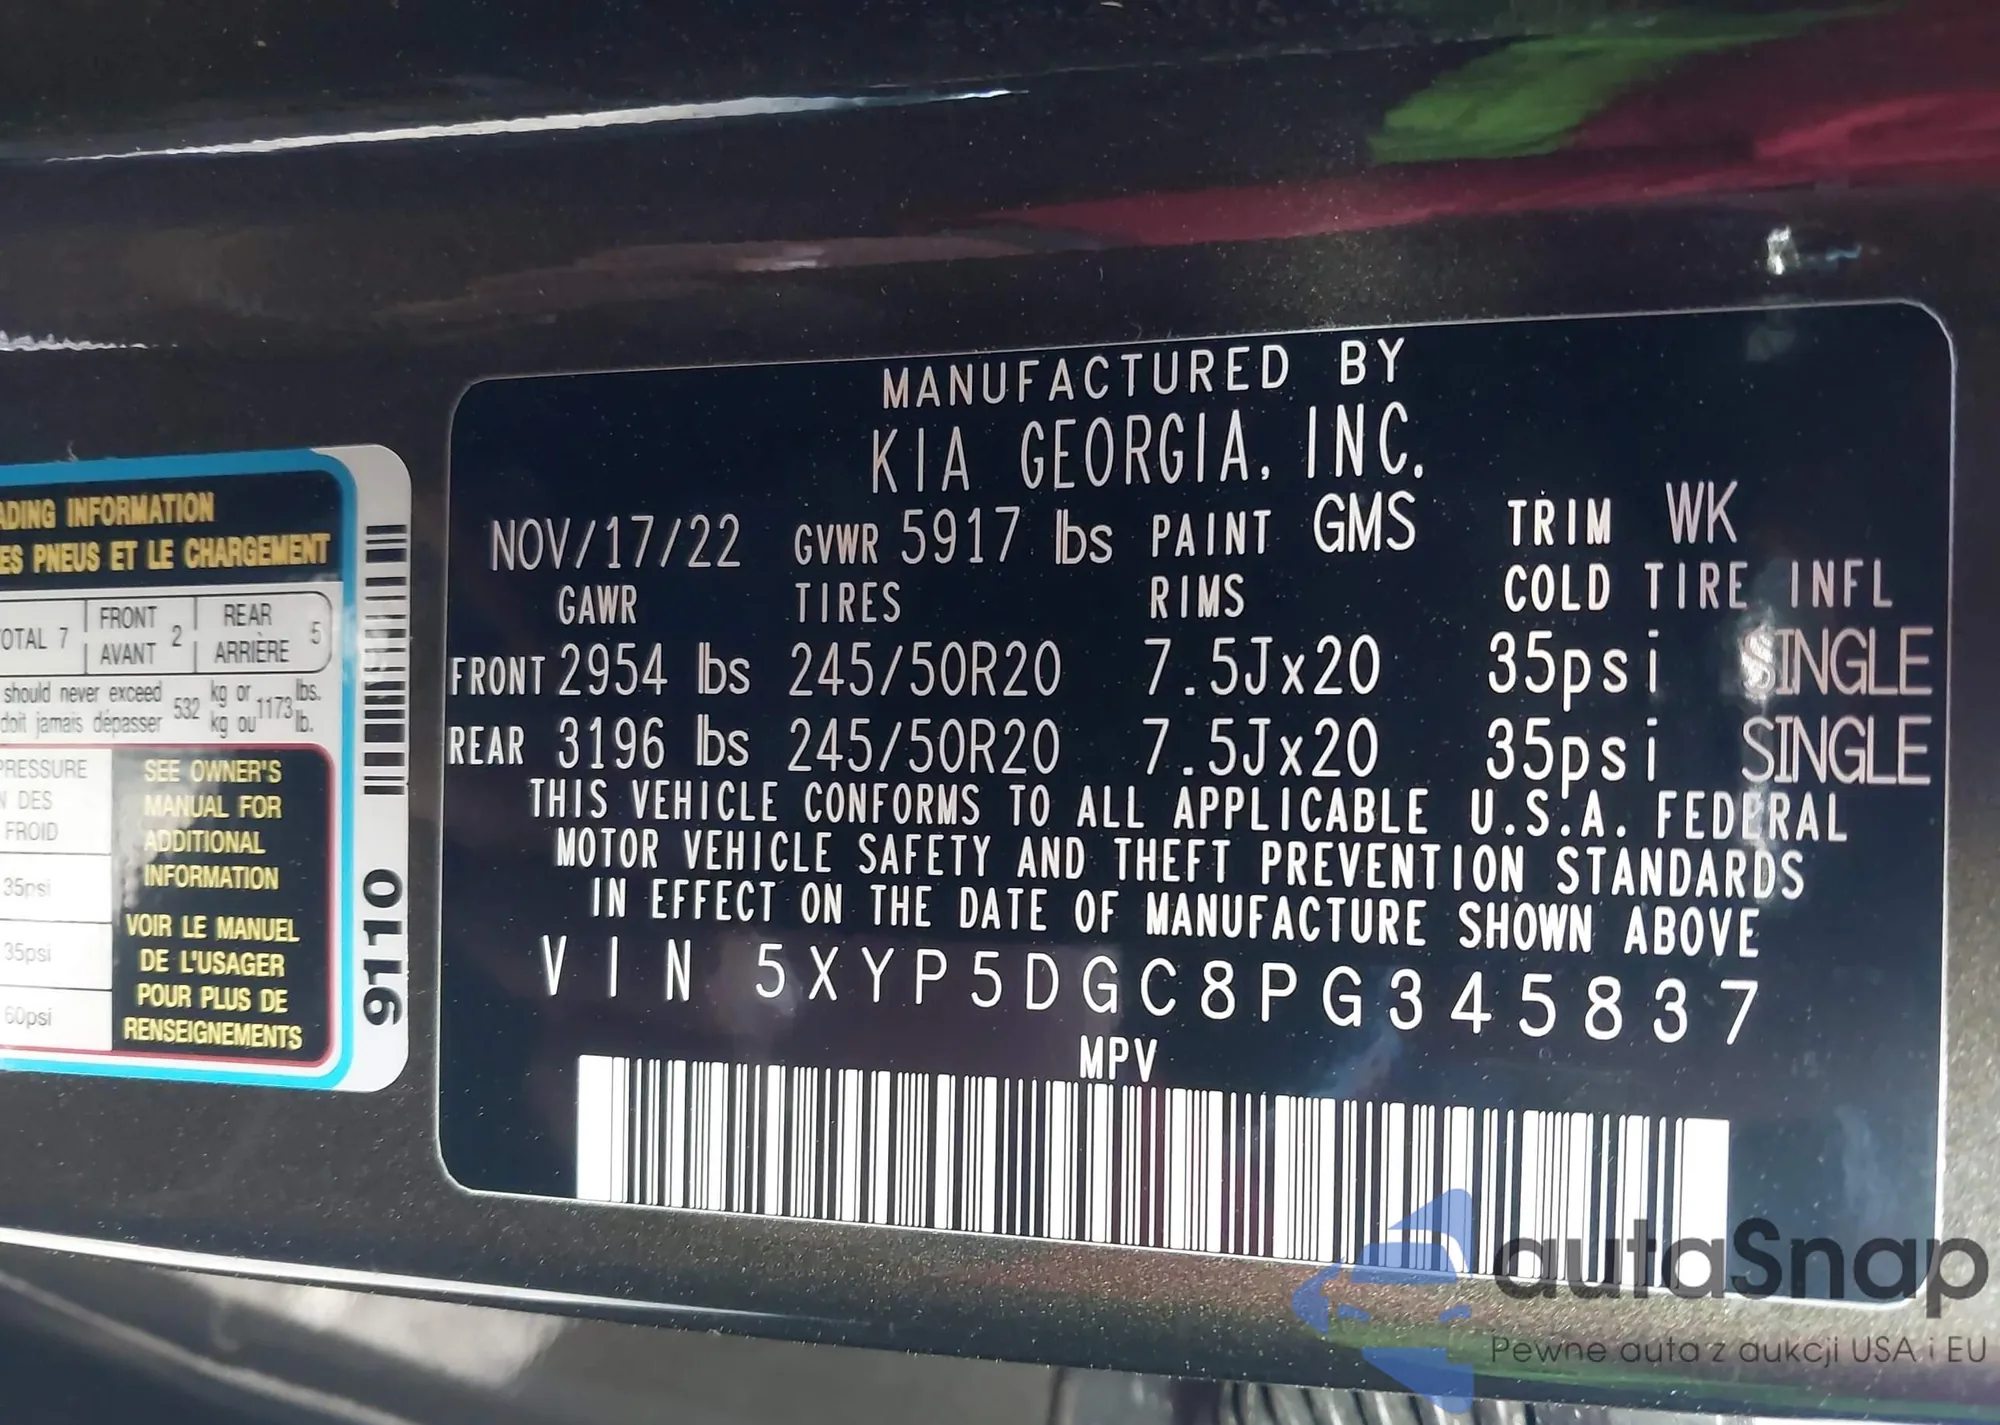 ADING INFORMATION
ES PNEUS ET LE CHARGEMENT
OTAL 7 FRONT AVANT 2 REAR ARRIÈRE 5
should never exceed 532 kg or 1173 lbs.
doit jamais dépasser kg ou lb.
PRESSURE
N DES
FROID
35psi
35psi
60psi
SEE OWNER'S
MANUAL FOR
ADDITIONAL
INFORMATION
VOIR LE MANUEL
DE L'USAGER
POUR PLUS DE
RENSEIGNEMENTS
9110
MANUFACTURED BY
KIA GEORGIA, INC.
NOV/17/22 GVWR 5917 lbs PAINT GMS TRIM WK
GAWR TIRES RIMS COLD TIRE INFL
FRONT 2954 lbs 245/50R20 7.5Jx20 35psi SINGLE
REAR 3196 lbs 245/50R20 7.5Jx20 35psi SINGLE
THIS VEHICLE CONFORMS TO ALL APPLICABLE U.S.A. FEDERAL
MOTOR VEHICLE SAFETY AND THEFT PREVENTION STANDARDS
IN EFFECT ON THE DATE OF MANUFACTURE SHOWN ABOVE
VIN 5XYP5DGC8PG345837
MPV
autaSnap
Pewne auta z aukcji USA i EU